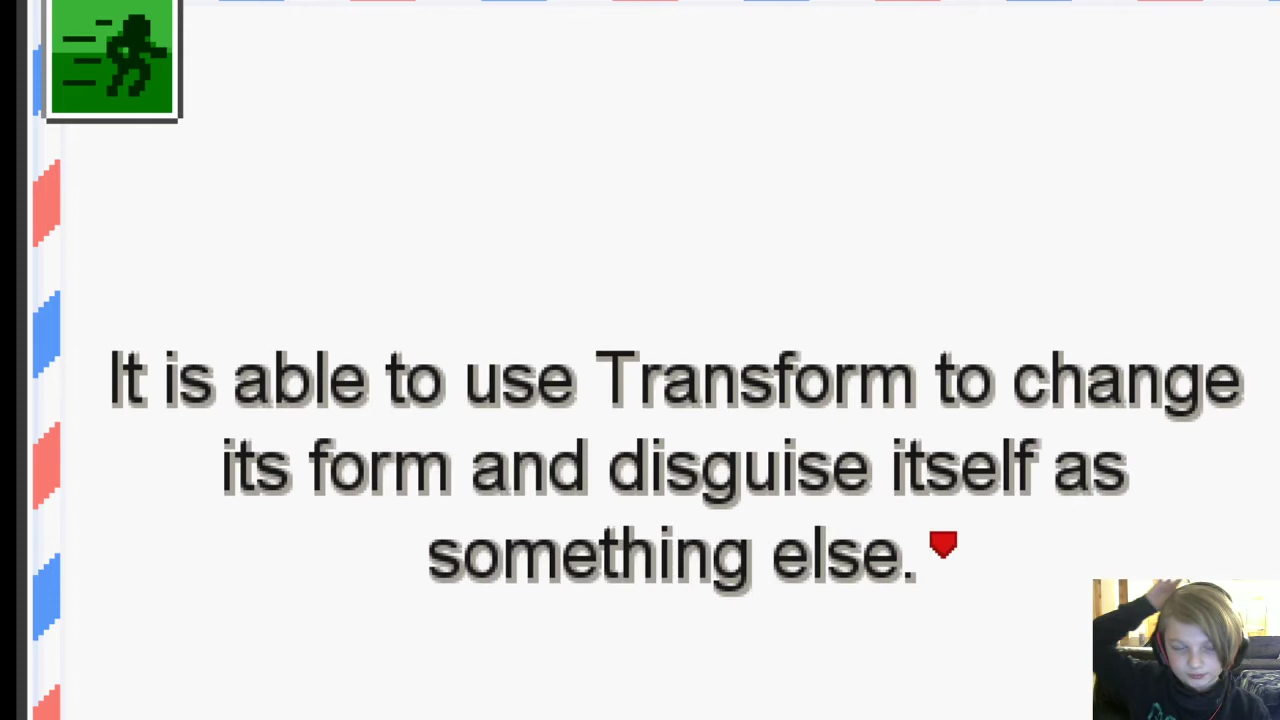 It is able to use Transform to change
its form and disguise itself as
something else.